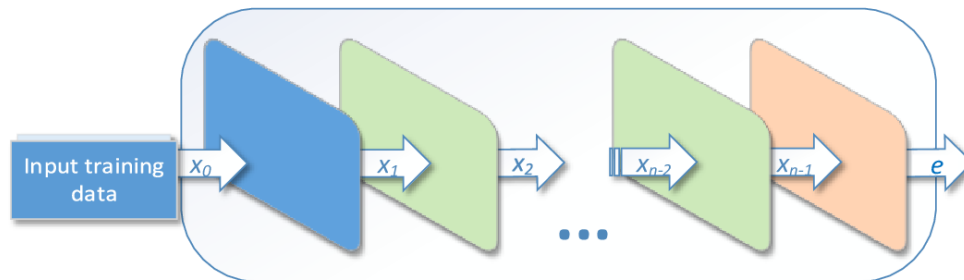 Input training
data
x0
x1
x2
...
xn-2
xn-1
e